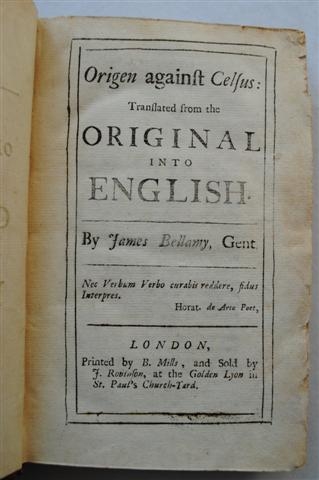 Origen againſt Celſus:
Tranſlated from the
ORIGINAL
INTO
ENGLISH.
By James Bellamy, Gent.
Nec Verbum Verbo curabis reddere, fidus
Interpres.
Horat. de Arte Poet,
LONDON,
Printed by B. Mills, and Sold by
J. Robinſon, at the Golden Lyon in
St. Paul's Church-Yard.